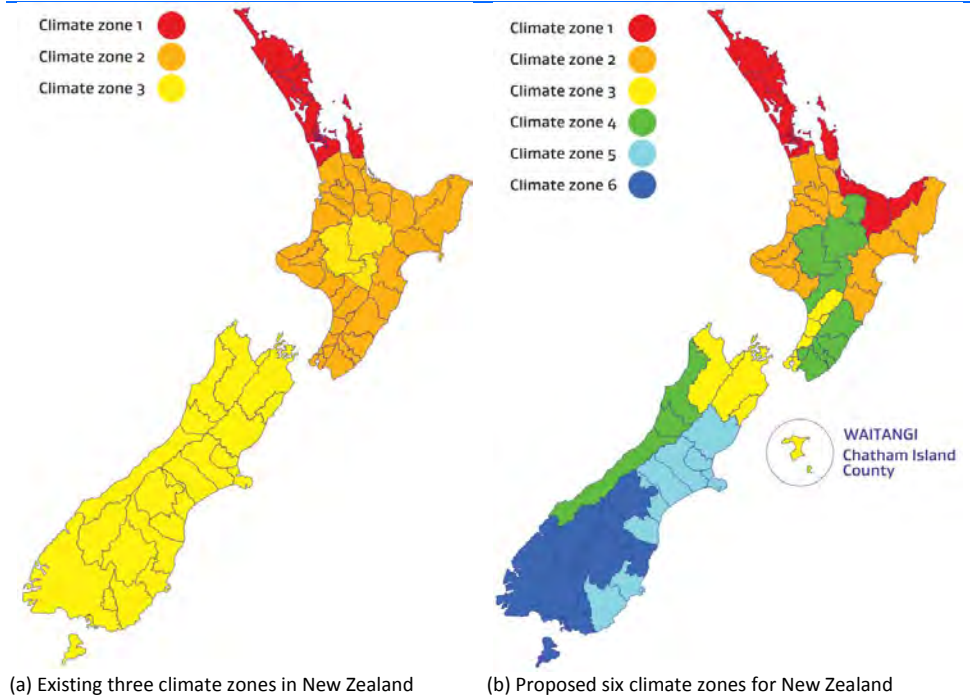 Climate zone 1
Climate zone 2
Climate zone 3
Climate zone 1
Climate zone 2
Climate zone 3
Climate zone 4
Climate zone 5
Climate zone 6
WAITANGI
Chatham Island
County
(a) Existing three climate zones in New Zealand
(b) Proposed six climate zones for New Zealand